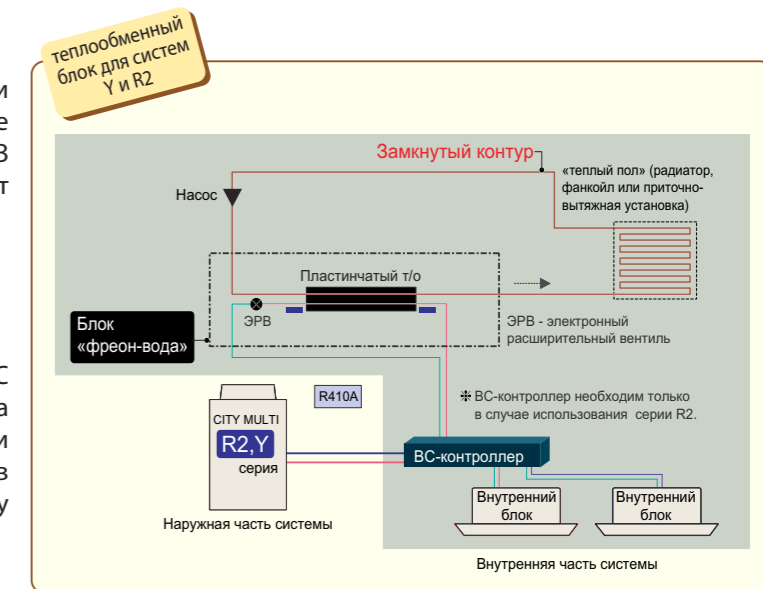 теплообменный
блок для систем
Y и R2
и
е
З
т
С
а
и
в
у
Замкнутый контур
«теплый пол» (радиатор,
фанкойл или приточно-
вытяжная установка)
Насос
Пластинчатый т/о
ЭРВ
ЭРВ - электронный
расширительный вентиль
Блок
«фреон-вода»
R410A
❉ ВС-контроллер необходим только
в случае использования серии R2.
CITY MULTI
R2,Y
серия
ВС-контроллер
Внутренний
блок
Внутренний
блок
Наружная часть системы
Внутренняя часть системы